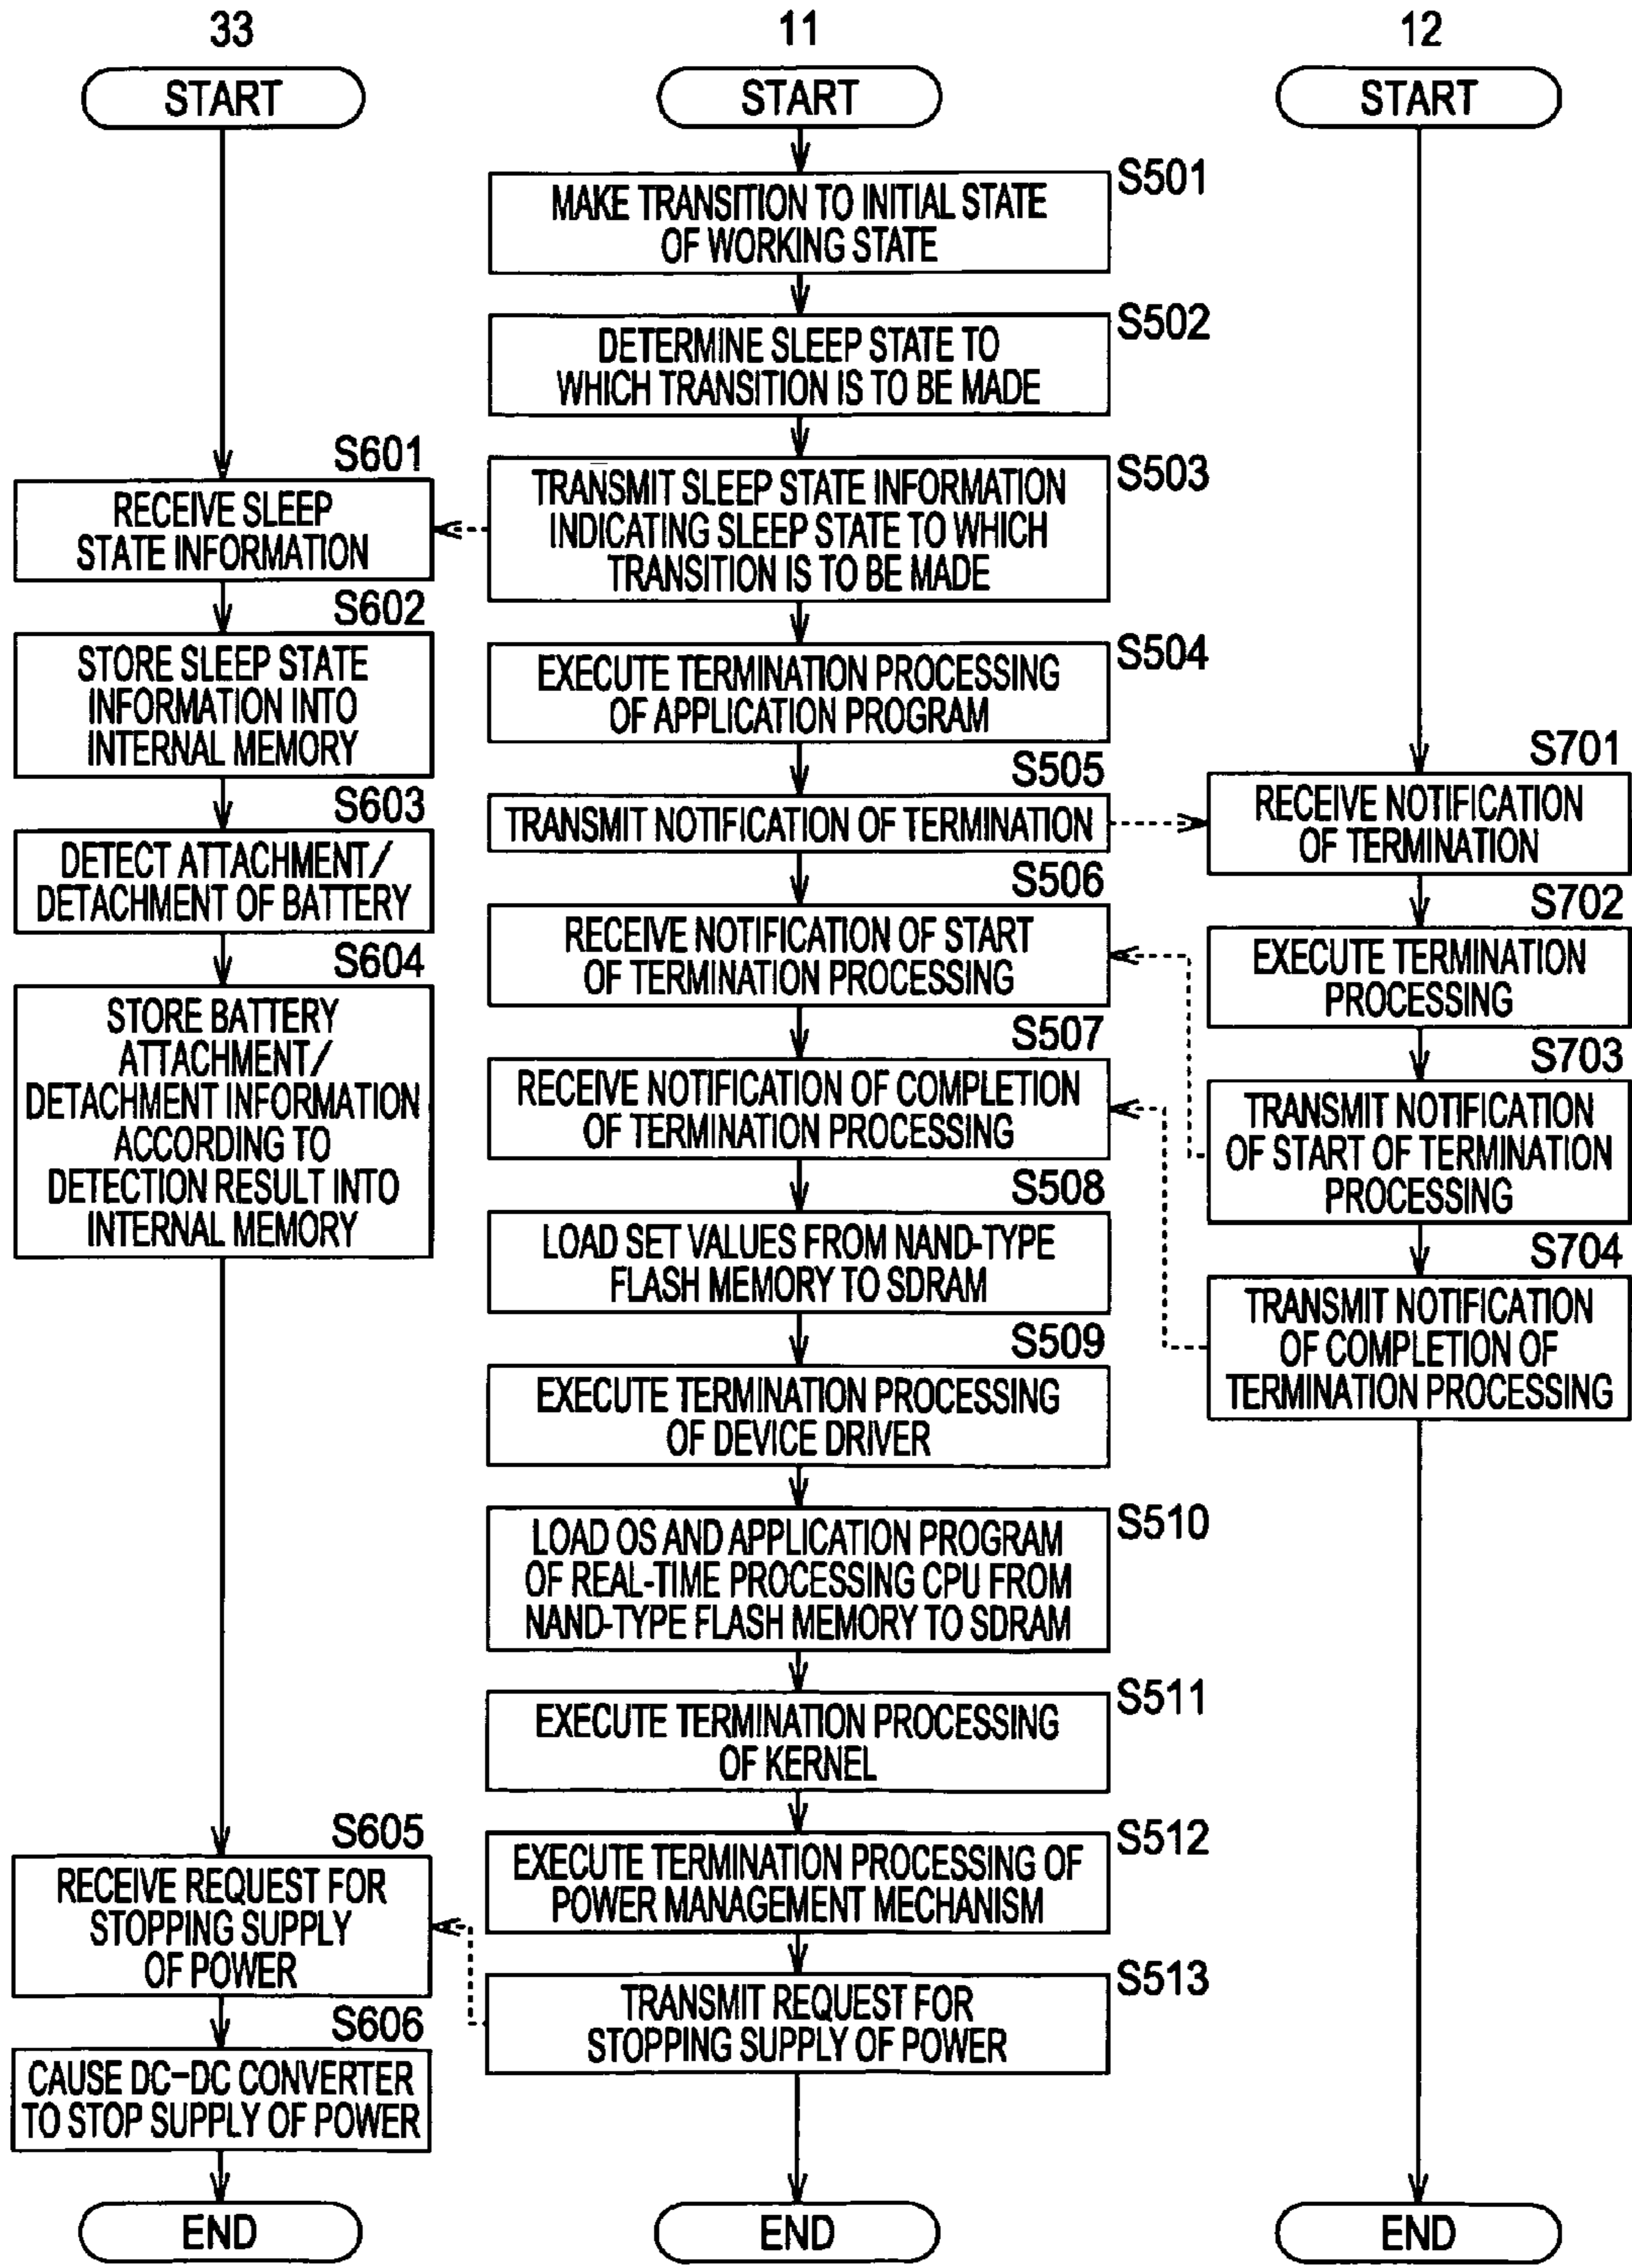 33
START
S601
RECEIVE SLEEP
STATE INFORMATION
S602
STORE SLEEP STATE
INFORMATION INTO
INTERNAL MEMORY
S603
DETECT ATTACHMENT/
DETACHMENT OF BATTERY
S604
STORE BATTERY
ATTACHMENT/
DETACHMENT INFORMATION
ACCORDING TO
DETECTION RESULT INTO
INTERNAL MEMORY
S605
RECEIVE REQUEST FOR
STOPPING SUPPLY
OF POWER
S606
CAUSE DC-DC CONVERTER
TO STOP SUPPLY OF POWER
END
11
START
S501
MAKE TRANSITION TO INITIAL STATE
OF WORKING STATE
S502
DETERMINE SLEEP STATE TO
WHICH TRANSITION IS TO BE MADE
S503
TRANSMIT SLEEP STATE INFORMATION
INDICATING SLEEP STATE TO WHICH
TRANSITION IS TO BE MADE
S504
EXECUTE TERMINATION PROCESSING
OF APPLICATION PROGRAM
S505
TRANSMIT NOTIFICATION OF TERMINATION
S506
RECEIVE NOTIFICATION OF START
OF TERMINATION PROCESSING
S507
RECEIVE NOTIFICATION OF COMPLETION
OF TERMINATION PROCESSING
S508
LOAD SET VALUES FROM NAND-TYPE
FLASH MEMORY TO SDRAM
S509
EXECUTE TERMINATION PROCESSING
OF DEVICE DRIVER
S510
LOAD OS AND APPLICATION PROGRAM
OF REAL-TIME PROCESSING CPU FROM
NAND-TYPE FLASH MEMORY TO SDRAM
S511
EXECUTE TERMINATION PROCESSING
OF KERNEL
S512
EXECUTE TERMINATION PROCESSING OF
POWER MANAGEMENT MECHANISM
S513
TRANSMIT REQUEST FOR
STOPPING SUPPLY OF POWER
END
12
START
S701
RECEIVE NOTIFICATION
OF TERMINATION
S702
EXECUTE TERMINATION
PROCESSING
S703
TRANSMIT NOTIFICATION
OF START OF TERMINATION
PROCESSING
S704
TRANSMIT NOTIFICATION
OF COMPLETION OF
TERMINATION PROCESSING
END